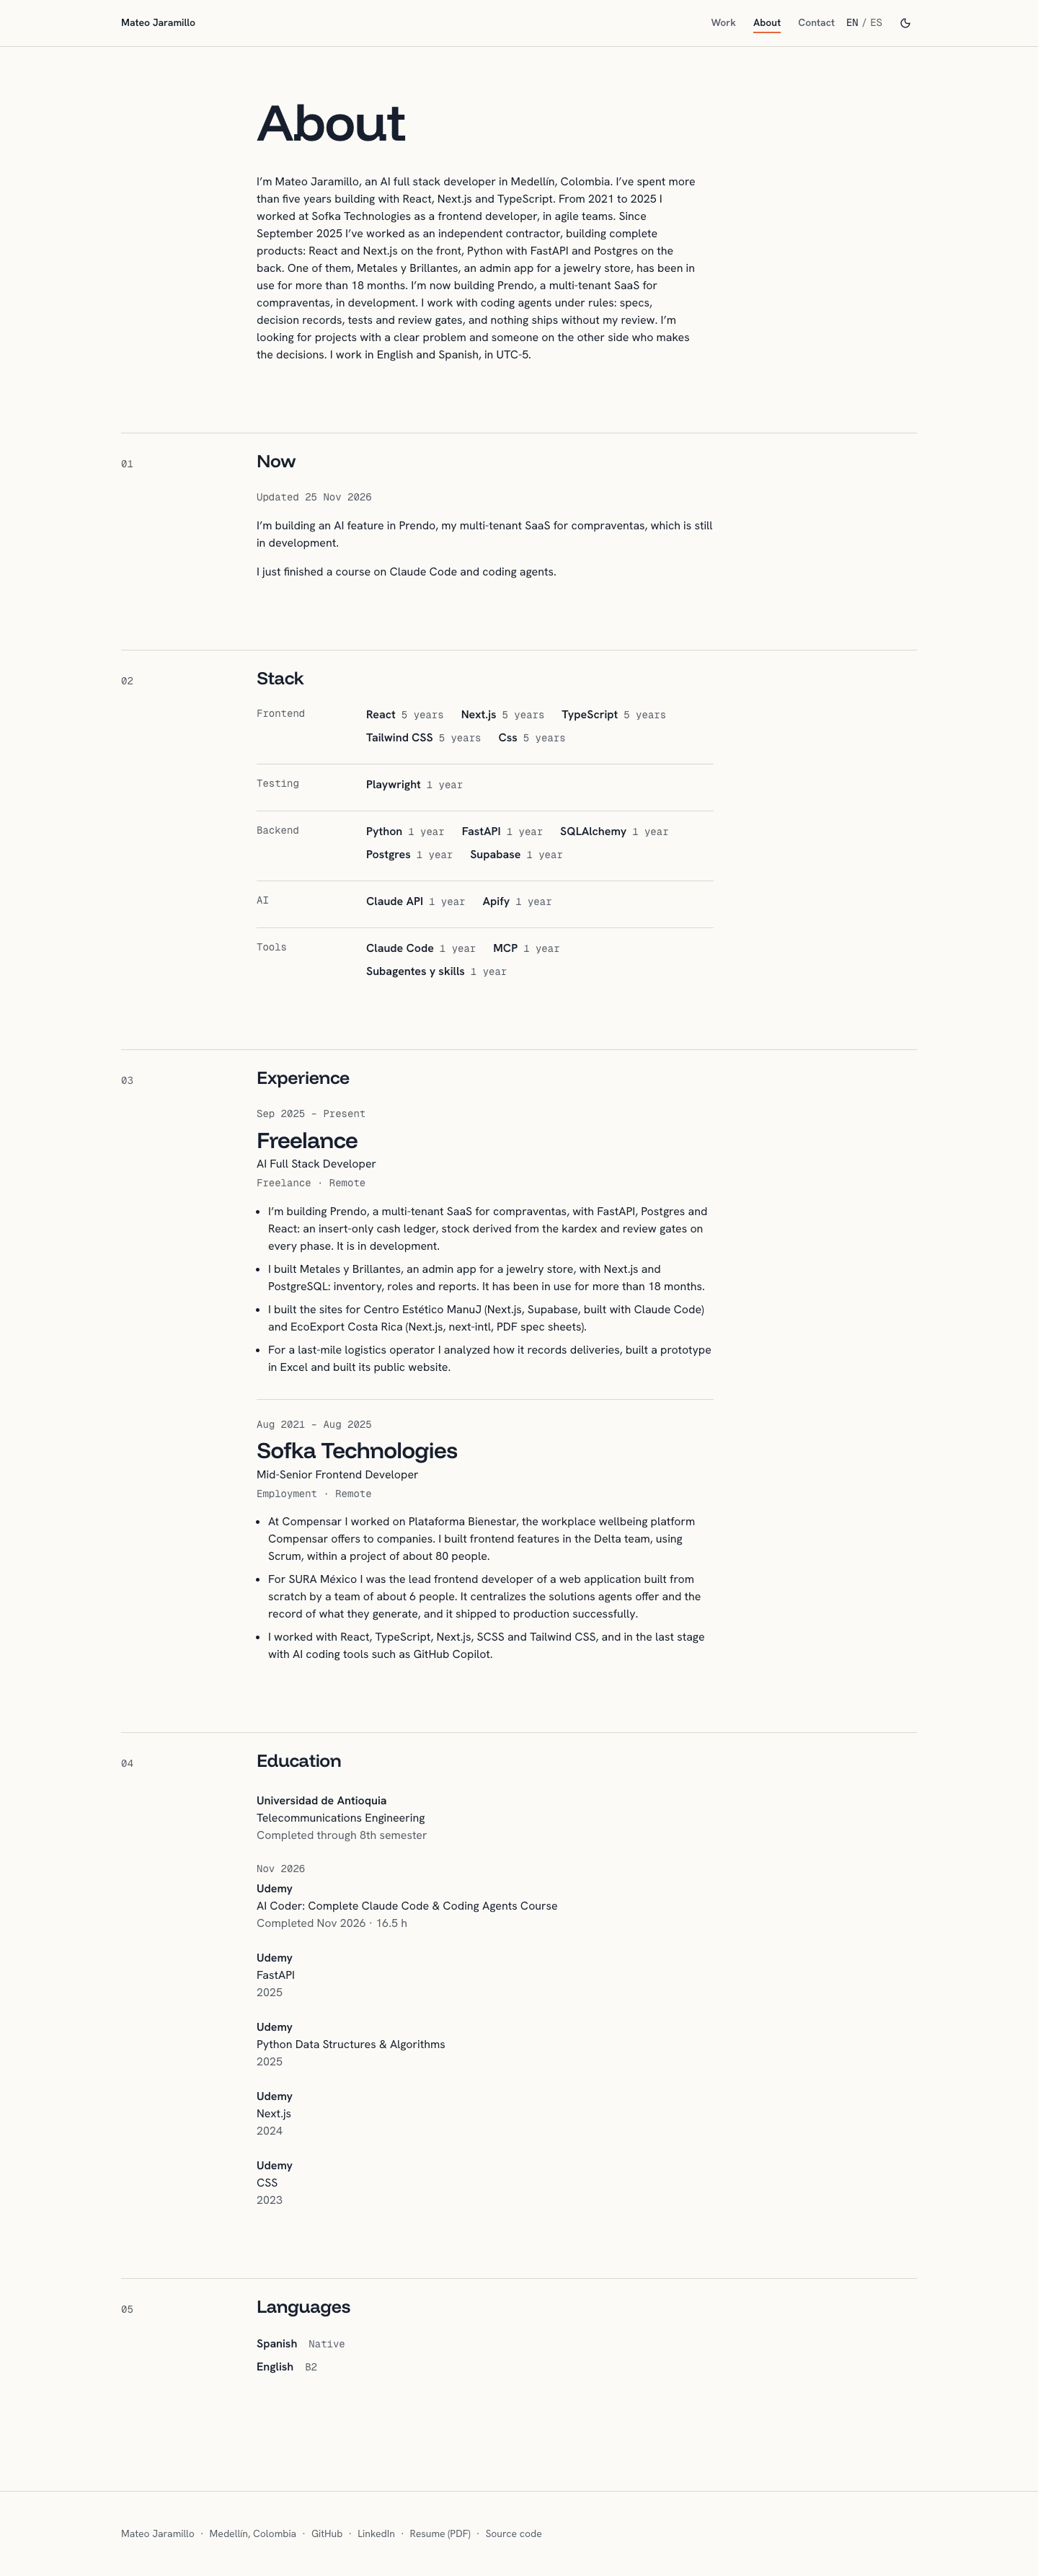 Mateo Jaramillo
Work About Contact EN / ES
About
I’m Mateo Jaramillo, an AI full stack developer in Medellín, Colombia. I’ve spent more
than five years building with React, Next.js and TypeScript. From 2021 to 2025 I
worked at Sofka Technologies as a frontend developer, in agile teams. Since
September 2025 I’ve worked as an independent contractor, building complete
products: React and Next.js on the front, Python with FastAPI and Postgres on the
back. One of them, Metales y Brillantes, an admin app for a jewelry store, has been in
use for more than 18 months. I’m now building Prendo, a multi-tenant SaaS for
compraventas, in development. I work with coding agents under rules: specs,
decision records, tests and review gates, and nothing ships without my review. I’m
looking for projects with a clear problem and someone on the other side who makes
the decisions. I work in English and Spanish, in UTC-5.
01
Now
Updated 25 Nov 2026
I’m building an AI feature in Prendo, my multi-tenant SaaS for compraventas, which is still
in development.
I just finished a course on Claude Code and coding agents.
02
Stack
Frontend
React 5 years Next.js 5 years TypeScript 5 years
Tailwind CSS 5 years Css 5 years
Testing
Playwright 1 year
Backend
Python 1 year FastAPI 1 year SQLAlchemy 1 year
Postgres 1 year Supabase 1 year
AI
Claude API 1 year Apify 1 year
Tools
Claude Code 1 year MCP 1 year
Subagentes y skills 1 year
03
Experience
Sep 2025 – Present
Freelance
AI Full Stack Developer
Freelance · Remote
• I’m building Prendo, a multi-tenant SaaS for compraventas, with FastAPI, Postgres and
React: an insert-only cash ledger, stock derived from the kardex and review gates on
every phase. It is in development.
• I built Metales y Brillantes, an admin app for a jewelry store, with Next.js and
PostgreSQL: inventory, roles and reports. It has been in use for more than 18 months.
• I built the sites for Centro Estético ManuJ (Next.js, Supabase, built with Claude Code)
and EcoExport Costa Rica (Next.js, next-intl, PDF spec sheets).
• For a last-mile logistics operator I analyzed how it records deliveries, built a prototype
in Excel and built its public website.
Aug 2021 – Aug 2025
Sofka Technologies
Mid-Senior Frontend Developer
Employment · Remote
• At Compensar I worked on Plataforma Bienestar, the workplace wellbeing platform
Compensar offers to companies. I built frontend features in the Delta team, using
Scrum, within a project of about 80 people.
• For SURA México I was the lead frontend developer of a web application built from
scratch by a team of about 6 people. It centralizes the solutions agents offer and the
record of what they generate, and it shipped to production successfully.
• I worked with React, TypeScript, Next.js, SCSS and Tailwind CSS, and in the last stage
with AI coding tools such as GitHub Copilot.
04
Education
Universidad de Antioquia
Telecommunications Engineering
Completed through 8th semester
Nov 2026
Udemy
AI Coder: Complete Claude Code & Coding Agents Course
Completed Nov 2026 · 16.5 h
Udemy
FastAPI
2025
Udemy
Python Data Structures & Algorithms
2025
Udemy
Next.js
2024
Udemy
CSS
2023
05
Languages
Spanish Native
English B2
Mateo Jaramillo · Medellín, Colombia · GitHub · LinkedIn · Resume (PDF) · Source code